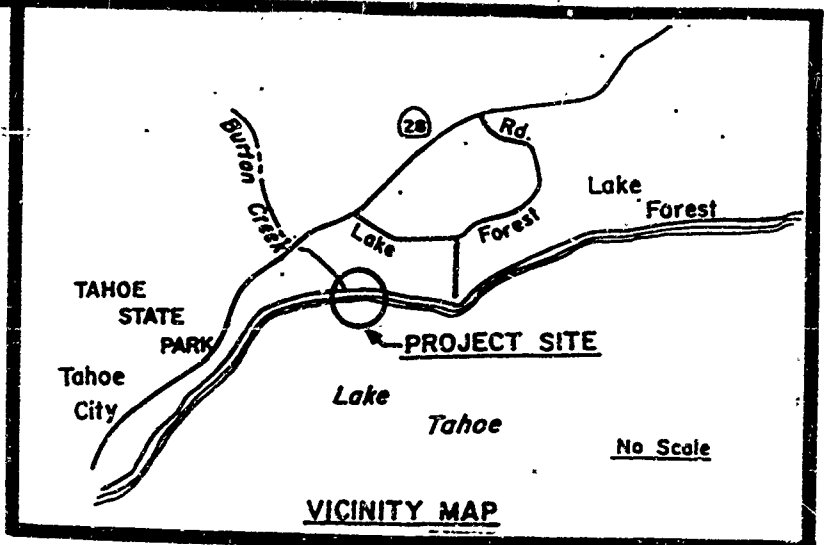 28
Rd.
Burton Creek
Lake
Forest
Lake
Forest
TAHOE
STATE
PARK
PROJECT SITE
Tahoe
City
Lake
Tahoe
No Scale
VICINITY MAP